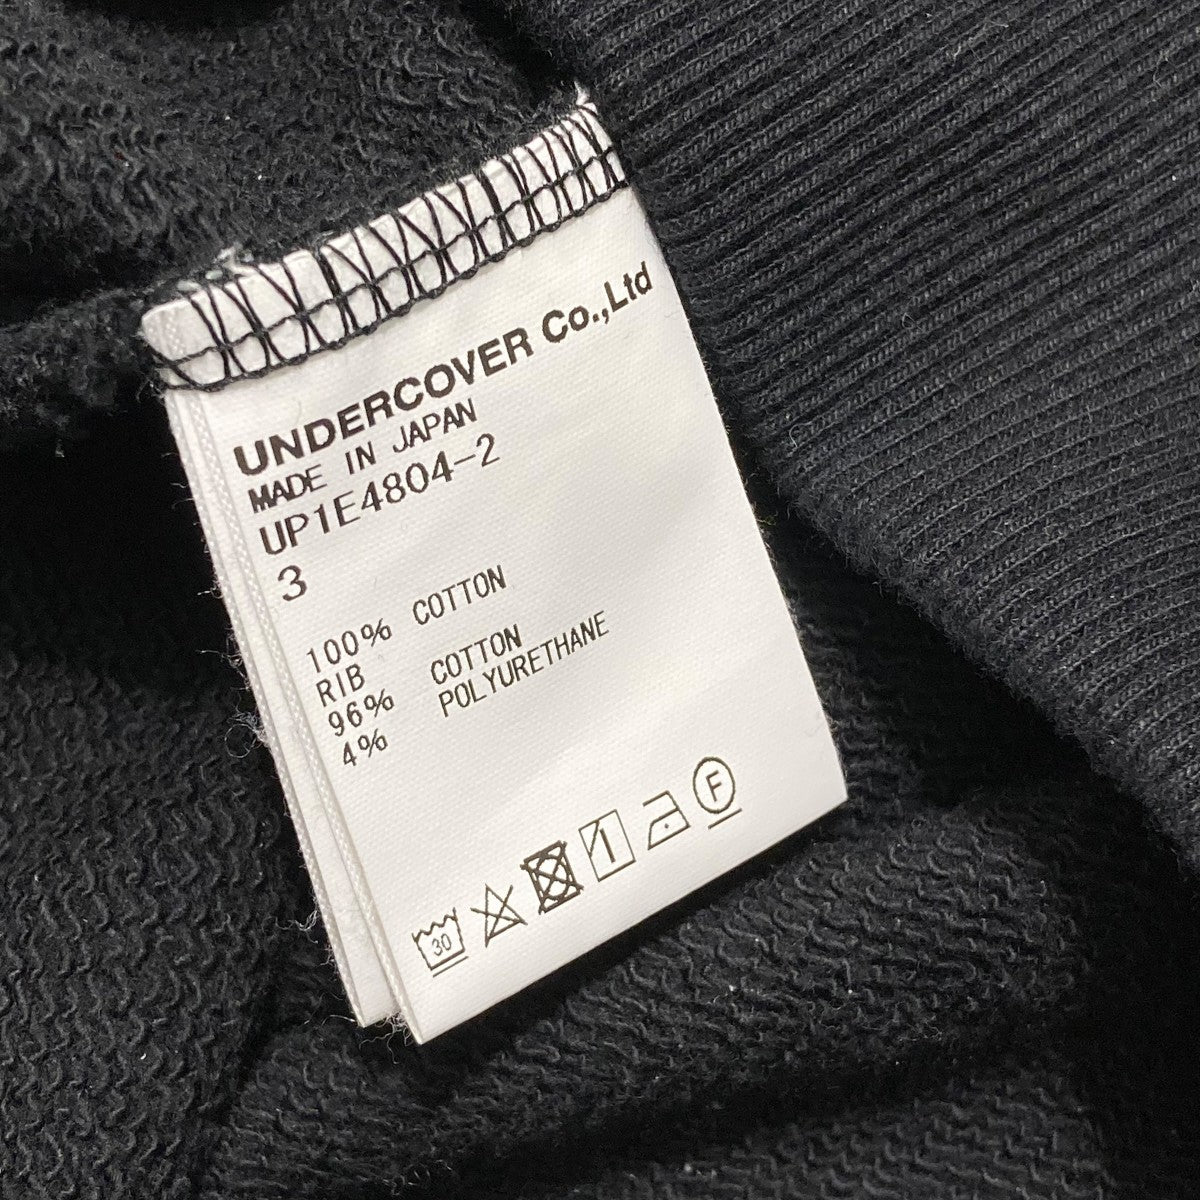 UNDERCOVER Co.,Ltd
MADE IN JAPAN
UP1E4804-2
3
100% COTTON
RIB
96% COTTON
4% POLYURETHANE
30
F